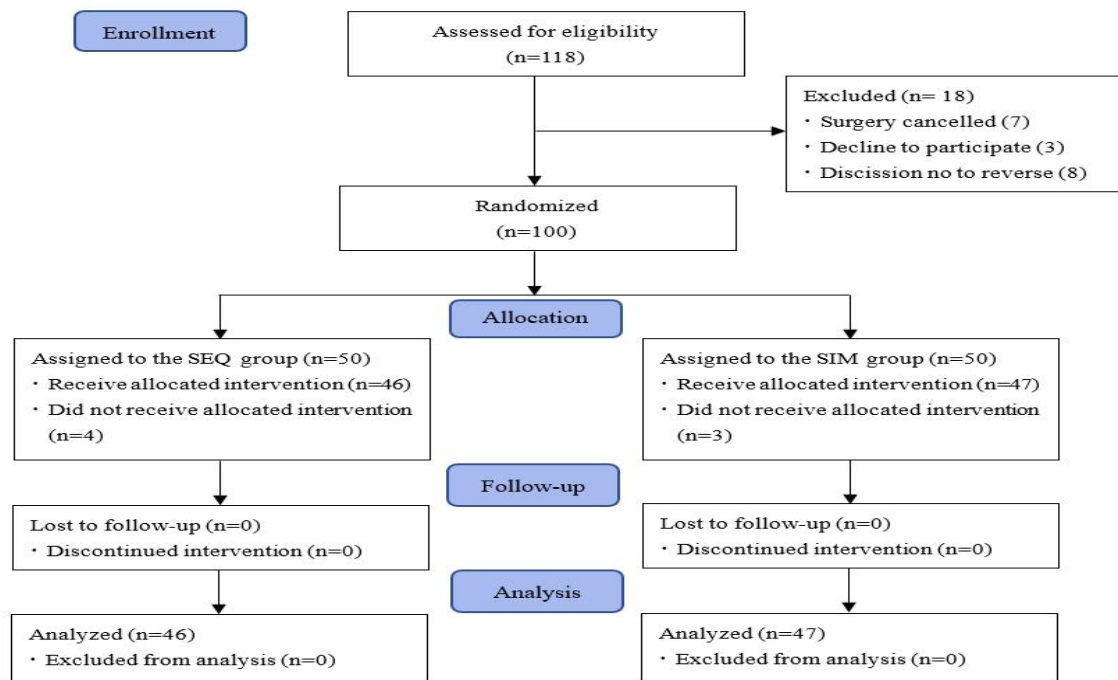 Enrollment
Assessed for eligibility
(n=118)
Excluded (n= 18)
· Surgery cancelled (7)
· Decline to participate (3)
· Discission no to reverse (8)
Randomized
(n=100)
Allocation
Assigned to the SEQ group (n=50)
· Receive allocated intervention (n=46)
· Did not receive allocated intervention
(n=4)
Assigned to the SIM group (n=50)
· Receive allocated intervention (n=47)
· Did not receive allocated intervention
(n=3)
Follow-up
Lost to follow-up (n=0)
· Discontinued intervention (n=0)
Lost to follow-up (n=0)
· Discontinued intervention (n=0)
Analysis
Analyzed (n=46)
· Excluded from analysis (n=0)
Analyzed (n=47)
· Excluded from analysis (n=0)